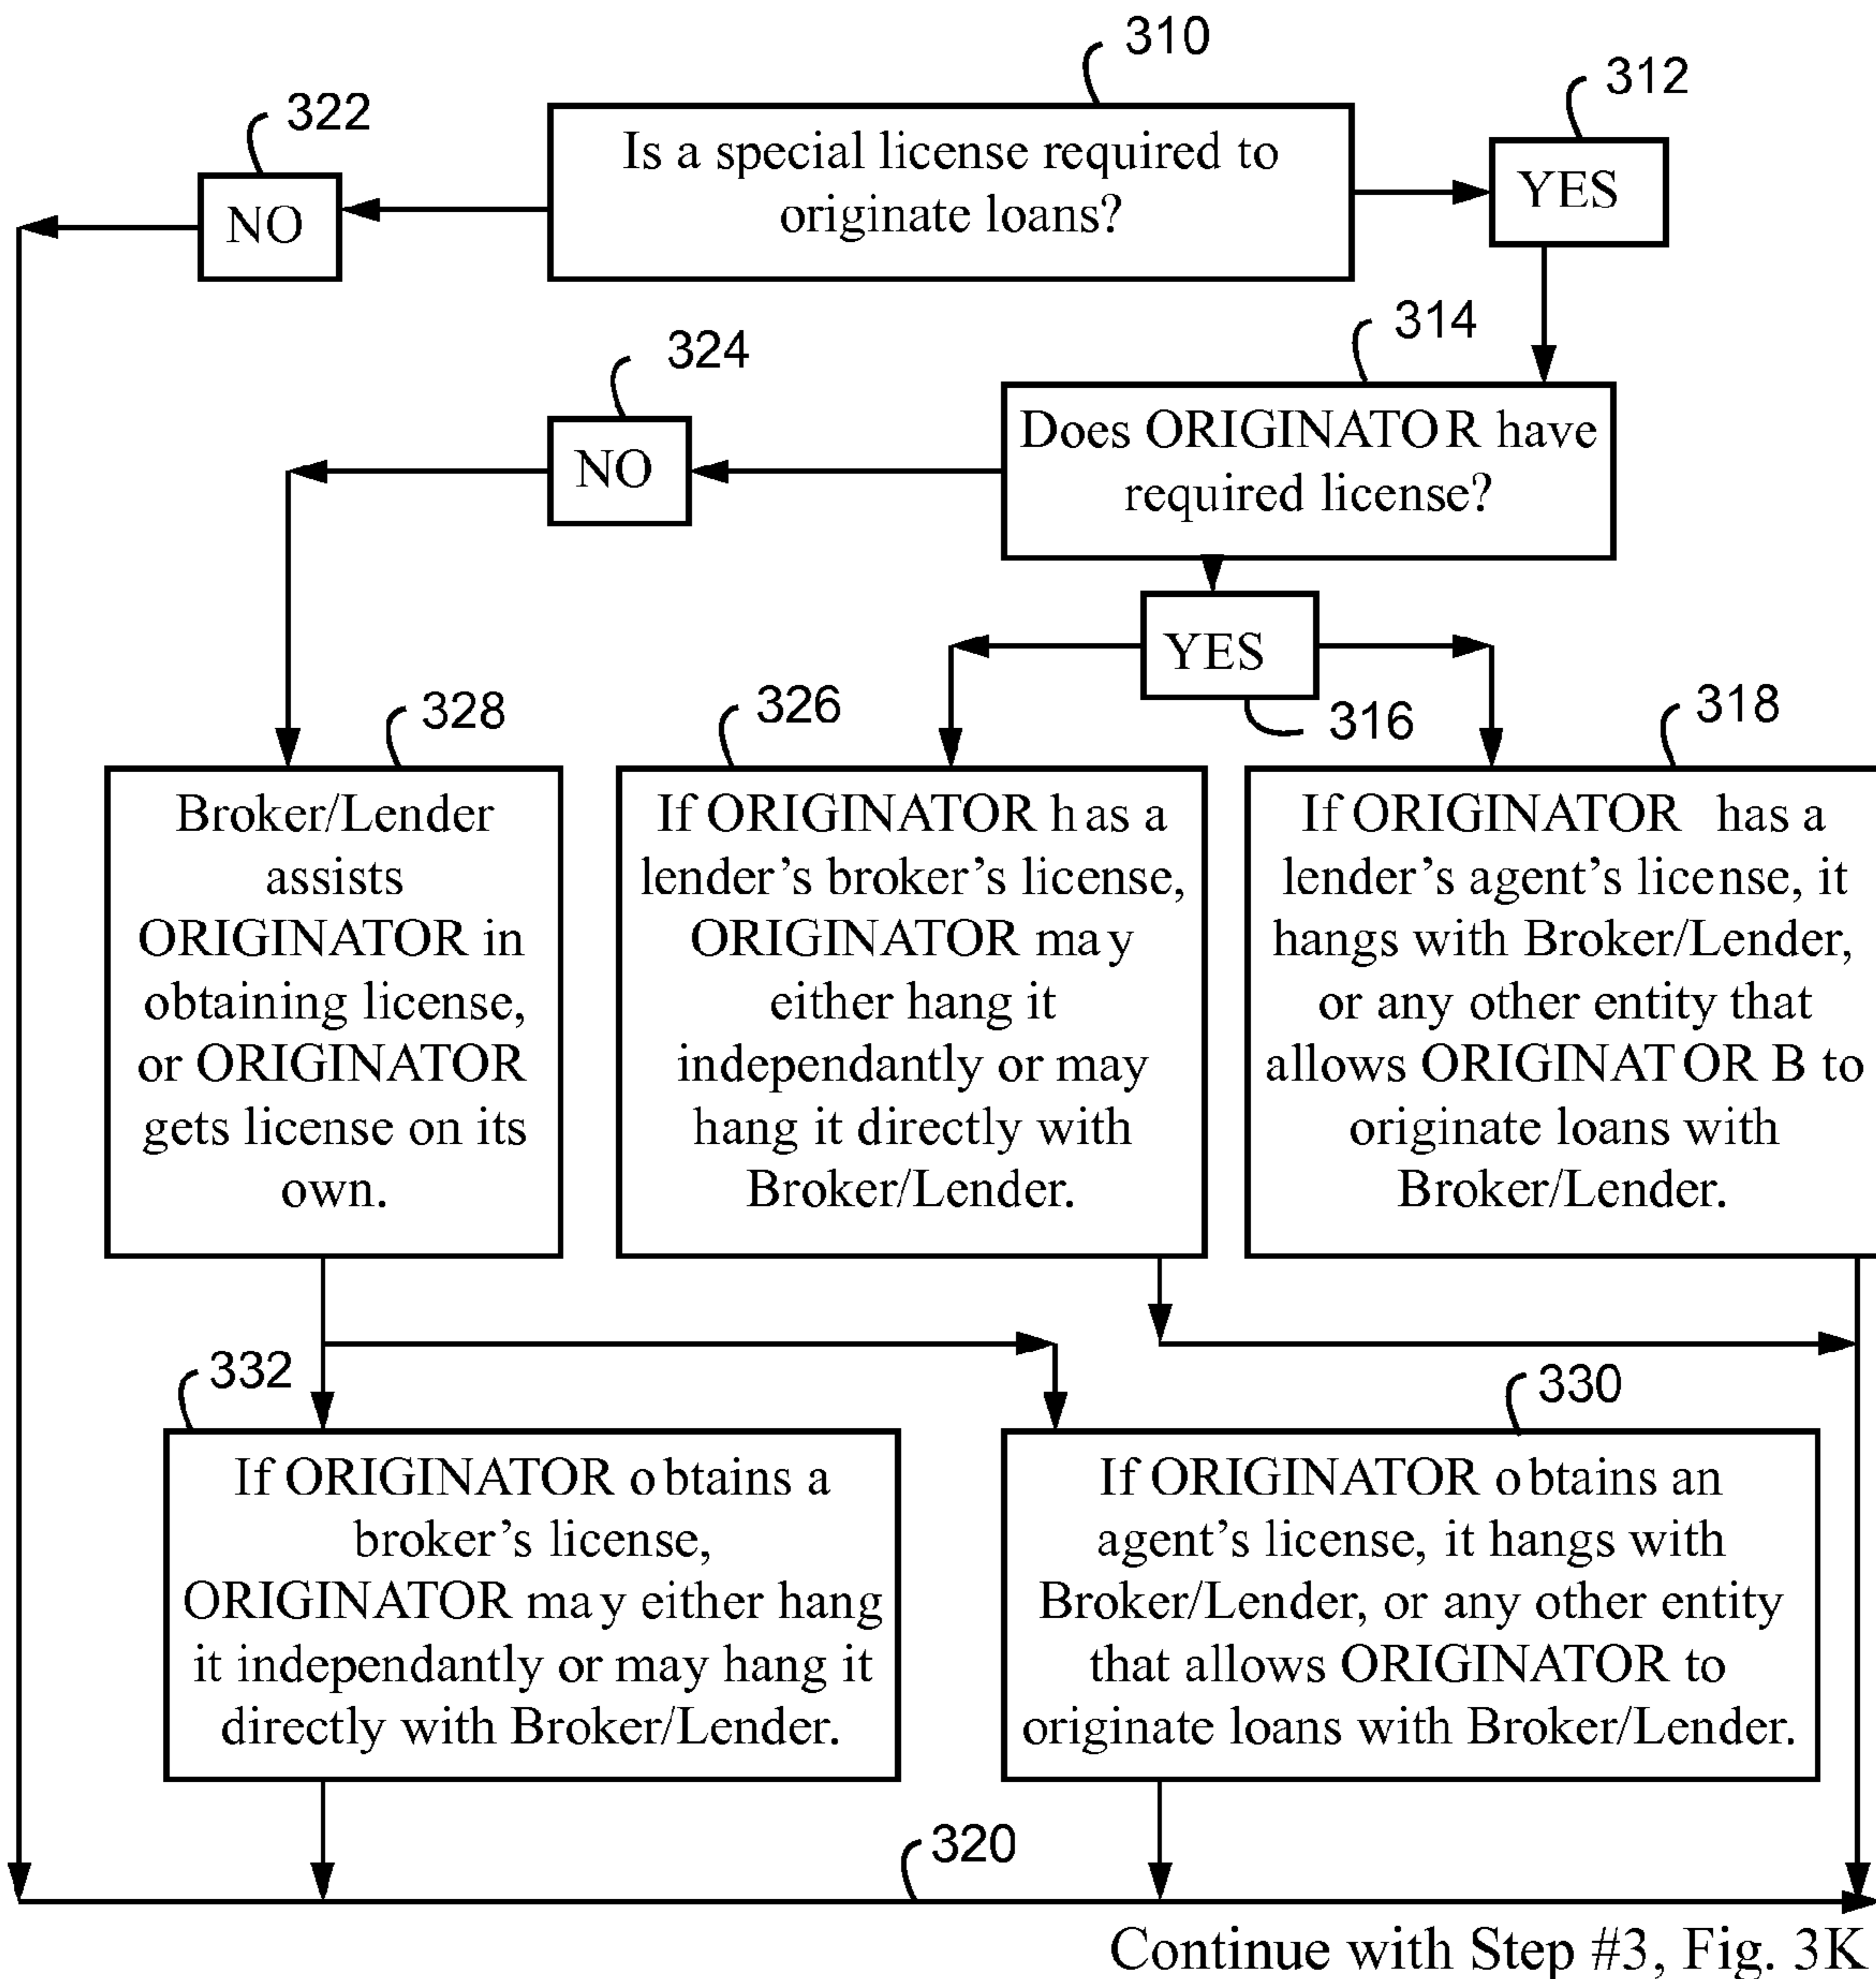 310
312
322
Is a special license required to
originate loans?
YES
NO
314
324
Does ORIGINATOR have
required license?
NO
YES
316
328
326
318
Broker/Lender
assists
ORIGINATOR in
obtaining license,
or ORIGINATOR
gets license on its
own.
If ORIGINATOR has a
lender's broker's license,
ORIGINATOR may
either hang it
independantly or may
hang it directly with
Broker/Lender.
If ORIGINATOR has a
lender's agent's license, it
hangs with Broker/Lender,
or any other entity that
allows ORIGINATOR B to
originate loans with
Broker/Lender.
332
330
If ORIGINATOR obtains a
broker's license,
ORIGINATOR may either hang
it independantly or may hang it
directly with Broker/Lender.
If ORIGINATOR obtains an
agent's license, it hangs with
Broker/Lender, or any other entity
that allows ORIGINATOR to
originate loans with Broker/Lender.
320
Continue with Step #3, Fig. 3K